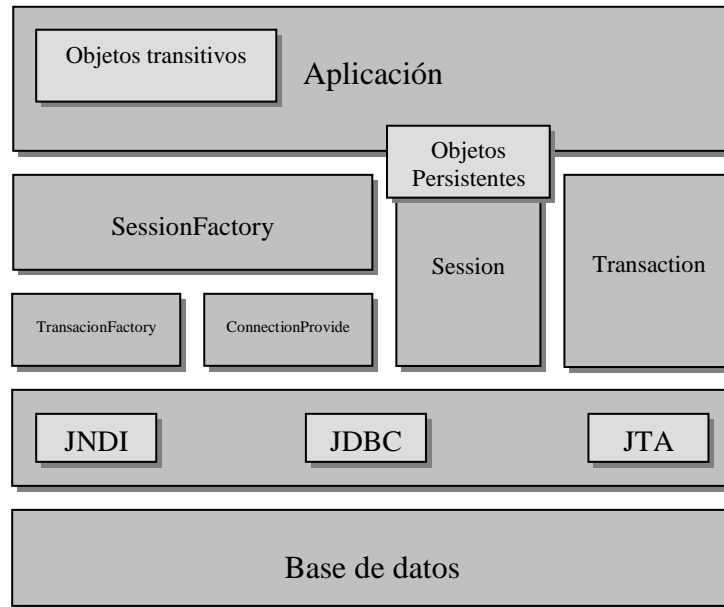 Objetos transitivos
Aplicación
Objetos
Persistentes
SessionFactory
Session
Transaction
TransacionFactory
ConnectionProvide
JNDI
JDBC
JTA
Base de datos